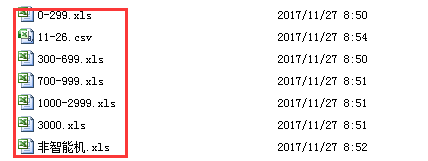 0-299.xls 2017/11/27 8:50
11-26.csv 2017/11/27 8:54
300-699.xls 2017/11/27 8:50
700-999.xls 2017/11/27 8:51
1000-2999.xls 2017/11/27 8:51
3000.xls 2017/11/27 8:51
非智能机.xls 2017/11/27 8:52